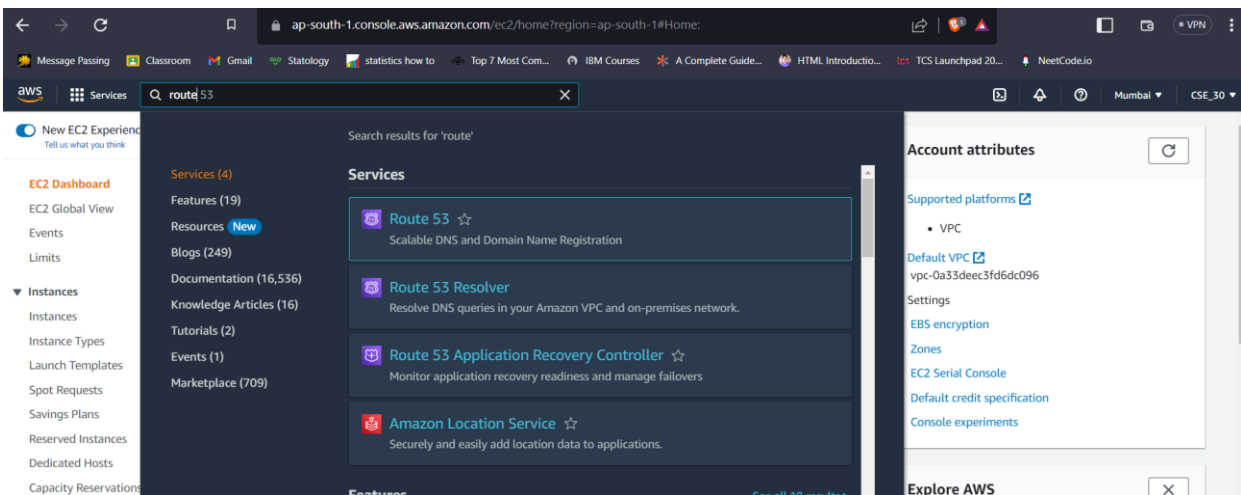 ap-south-1.console.aws.amazon.com/ec2/home?region=ap-south-1#Home:
VPN
Message Passing Classroom Gmail Statology statistics how to Top 7 Most Com... IBM Courses A Complete Guide... HTML Introductio... TCS Launchpad 20... NeetCode.io
aws Services route 53 Mumbai CSE_30
New EC2 Experienc
Tell us what you think
EC2 Dashboard
EC2 Global View
Events
Limits
Instances
Instances
Instance Types
Launch Templates
Spot Requests
Savings Plans
Reserved Instances
Dedicated Hosts
Capacity Reservations
Search results for 'route'
Services (4)
Features (19)
Resources New
Blogs (249)
Documentation (16,536)
Knowledge Articles (16)
Tutorials (2)
Events (1)
Marketplace (709)
Services
Route 53
Scalable DNS and Domain Name Registration
Route 53 Resolver
Resolve DNS queries in your Amazon VPC and on-premises network.
Route 53 Application Recovery Controller
Monitor application recovery readiness and manage failovers
Amazon Location Service
Securely and easily add location data to applications.
Features
Account attributes
Supported platforms
• VPC
Default VPC
vpc-0a33deec3fd6dc096
Settings
EBS encryption
Zones
EC2 Serial Console
Default credit specification
Console experiments
Explore AWS